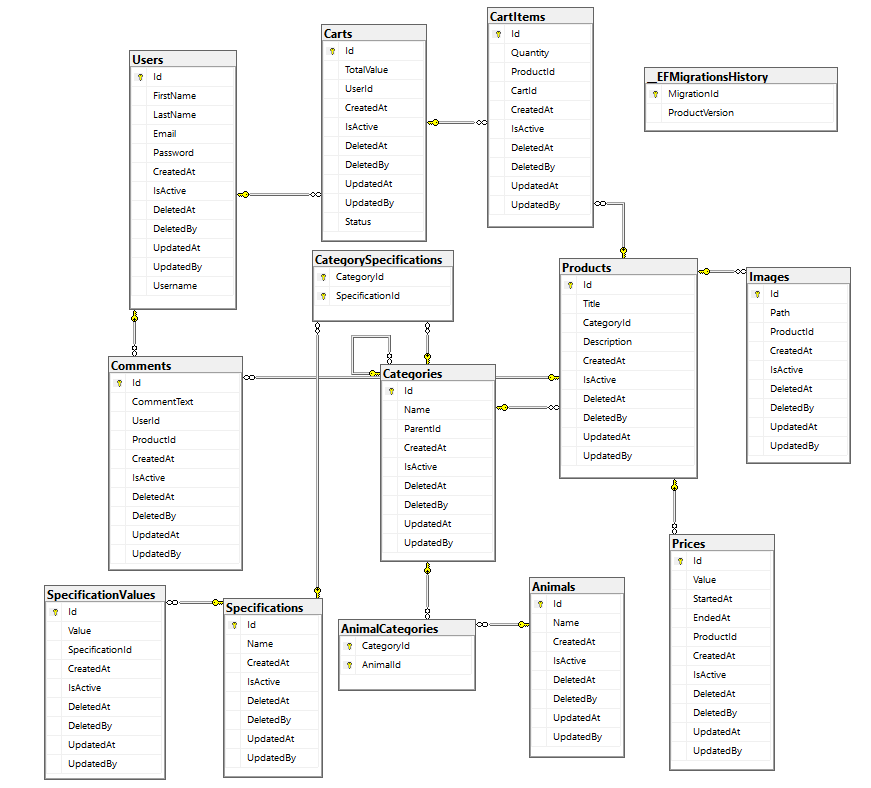 Users
Id
FirstName
LastName
Email
Password
CreatedAt
IsActive
DeletedAt
DeletedBy
UpdatedAt
UpdatedBy
Username
Carts
Id
TotalValue
UserId
CreatedAt
IsActive
DeletedAt
DeletedBy
UpdatedAt
UpdatedBy
Status
CartItems
Id
Quantity
ProductId
CartId
CreatedAt
IsActive
DeletedAt
DeletedBy
UpdatedAt
UpdatedBy
__EFMigrationsHistory
MigrationId
ProductVersion
CategorySpecifications
CategoryId
SpecificationId
Products
Id
Title
CategoryId
Description
CreatedAt
IsActive
DeletedAt
DeletedBy
UpdatedAt
UpdatedBy
Images
Id
Path
ProductId
CreatedAt
IsActive
DeletedAt
DeletedBy
UpdatedAt
UpdatedBy
Comments
Id
CommentText
UserId
ProductId
CreatedAt
IsActive
DeletedAt
DeletedBy
UpdatedAt
UpdatedBy
Categories
Id
Name
ParentId
CreatedAt
IsActive
DeletedAt
DeletedBy
UpdatedAt
UpdatedBy
Prices
Id
Value
StartedAt
EndedAt
ProductId
CreatedAt
IsActive
DeletedAt
DeletedBy
UpdatedAt
UpdatedBy
SpecificationValues
Id
Value
SpecificationId
CreatedAt
IsActive
DeletedAt
DeletedBy
UpdatedAt
UpdatedBy
Specifications
Id
Name
CreatedAt
IsActive
DeletedAt
DeletedBy
UpdatedAt
UpdatedBy
AnimalCategories
CategoryId
AnimalId
Animals
Id
Name
CreatedAt
IsActive
DeletedAt
DeletedBy
UpdatedAt
UpdatedBy